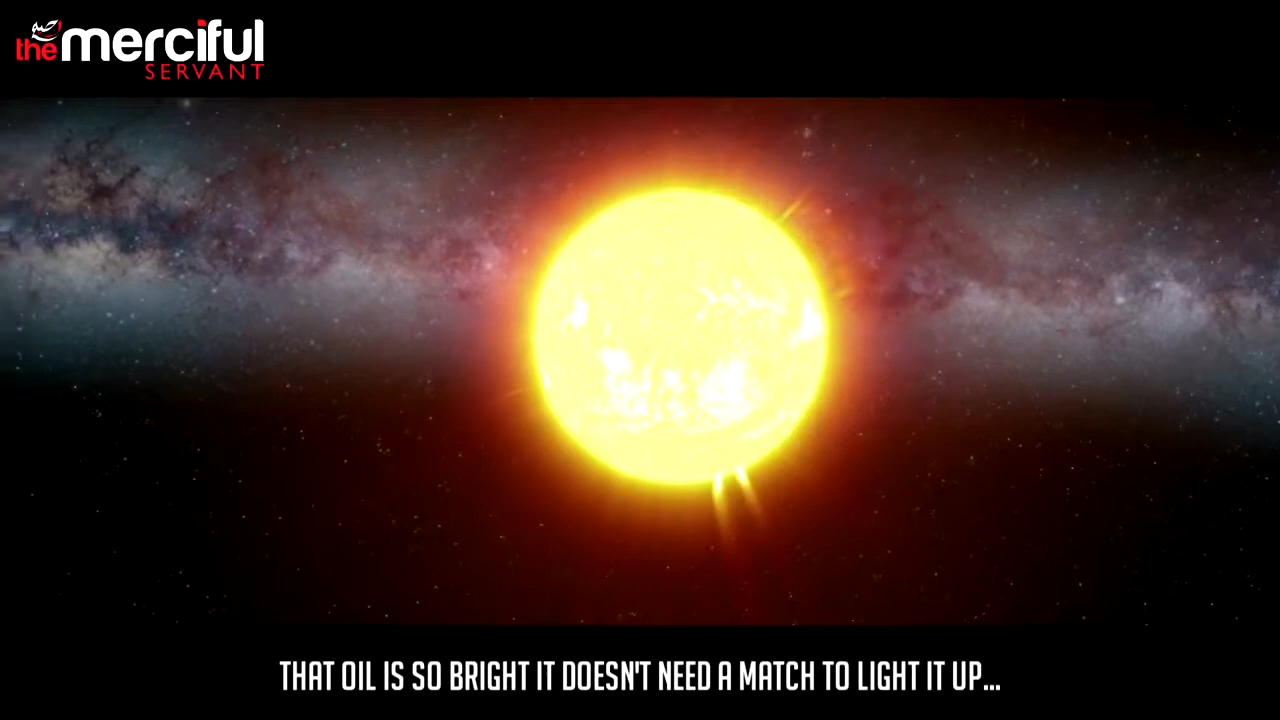 the merciful
SERVANT
THAT OIL IS SO BRIGHT IT DOESN'T NEED A MATCH TO LIGHT IT UP...